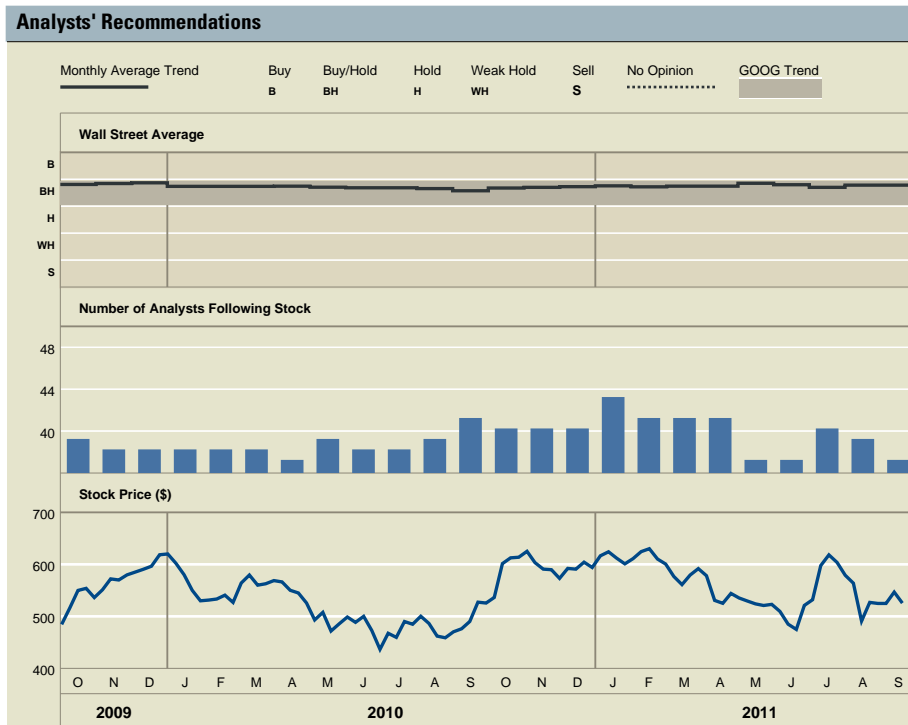 Analysts' Recommendations
Monthly Average Trend Buy Buy/Hold Hold Weak Hold Sell No Opinion GOOG Trend
B BH H WH S
Wall Street Average
B
BH
H
WH
S
Number of Analysts Following Stock
48
44
40
Stock Price ($)
700
600
500
400
O N D J F M A M J J A S O N D J F M A M J J A S
2009 2010 2011